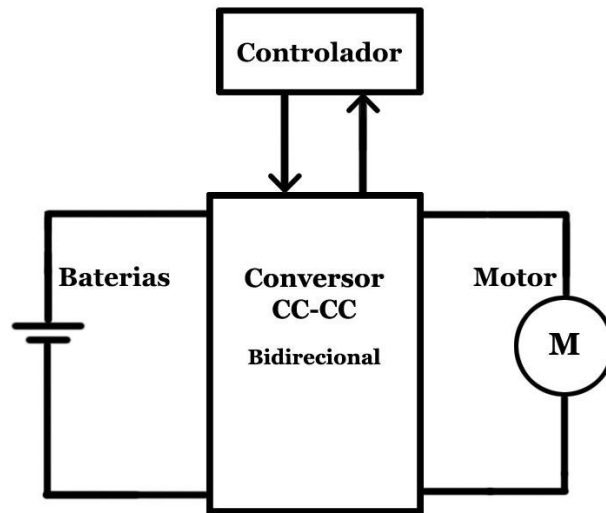 Controlador
Baterias
Conversor
CC-CC
Bidirecional
Motor
M